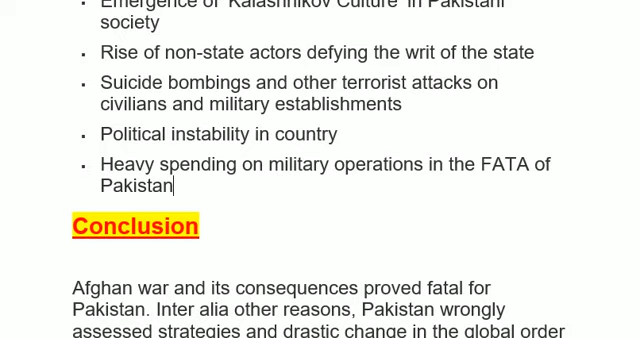 ▪ Emergence of 'Kalashnikov Culture' in Pakistani
society
▪ Rise of non-state actors defying the writ of the state
▪ Suicide bombings and other terrorist attacks on
civilians and military establishments
▪ Political instability in country
▪ Heavy spending on military operations in the FATA of
Pakistan
Conclusion
Afghan war and its consequences proved fatal for
Pakistan. Inter alia other reasons, Pakistan wrongly
assessed strategies and drastic change in the global order